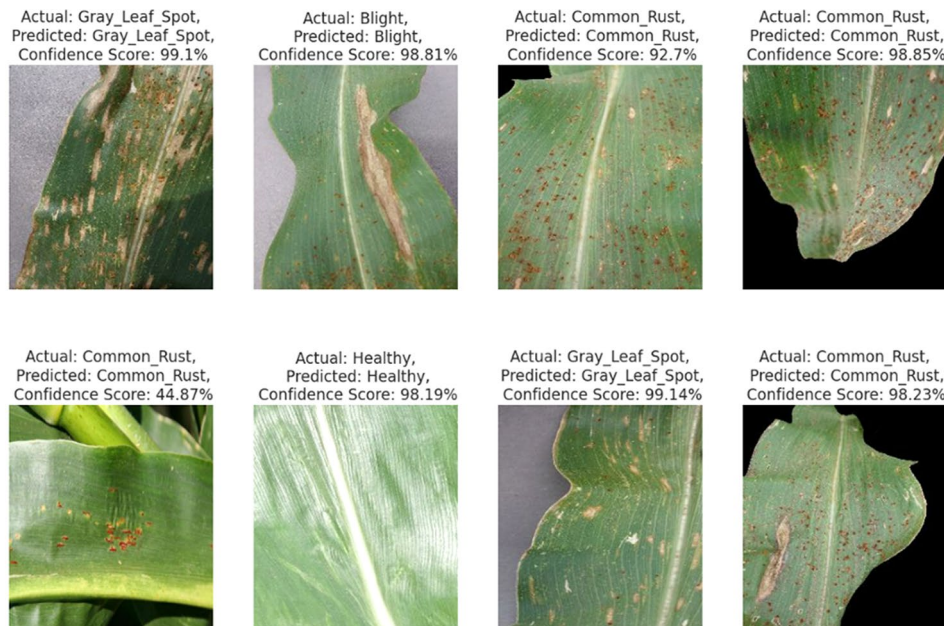 Actual: Gray_Leaf_Spot,
Predicted: Gray_Leaf_Spot,
Confidence Score: 99.1%
Actual: Blight,
Predicted: Blight,
Confidence Score: 98.81%
Actual: Common_Rust,
Predicted: Common_Rust,
Confidence Score: 92.7%
Actual: Common_Rust,
Predicted: Common_Rust,
Confidence Score: 98.85%
Actual: Common_Rust,
Predicted: Common_Rust,
Confidence Score: 44.87%
Actual: Healthy,
Predicted: Healthy,
Confidence Score: 98.19%
Actual: Gray_Leaf_Spot,
Predicted: Gray_Leaf_Spot,
Confidence Score: 99.14%
Actual: Common_Rust,
Predicted: Common_Rust,
Confidence Score: 98.23%